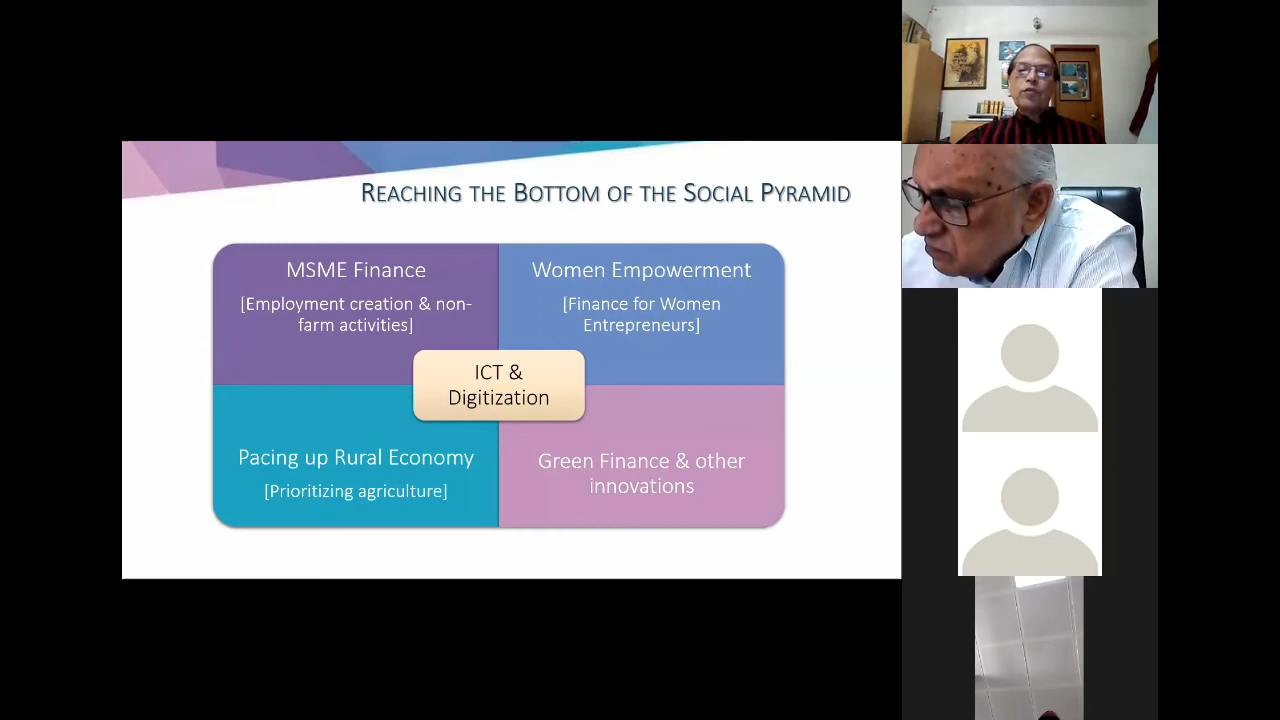 REACHING THE BOTTOM OF THE SOCIAL PYRAMID
MSME Finance
[Employment creation & non-
farm activities]
Women Empowerment
[Finance for Women
Entrepreneurs]
ICT &
Digitization
Pacing up Rural Economy
[Prioritizing agriculture]
Green Finance & other
innovations